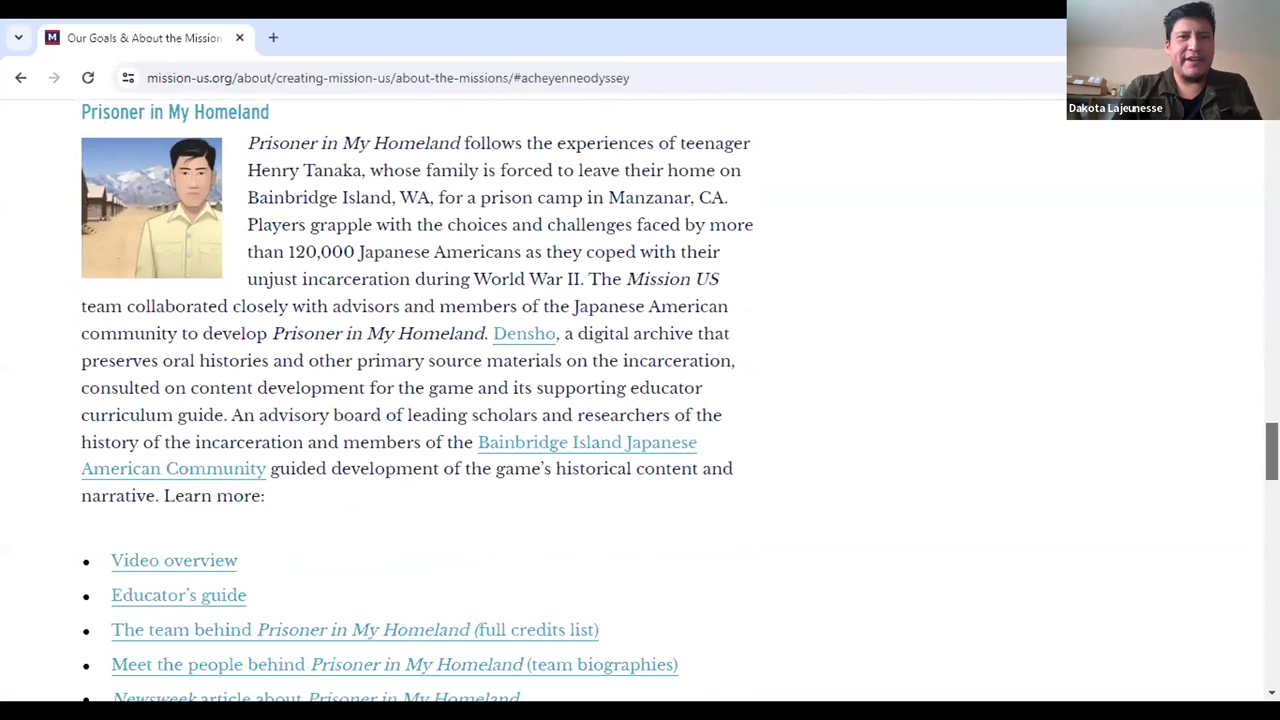 Our Goals & About the Mission
mission-us.org/about/creating-mission-us/about-the-missions/#acheyenneodyssey
Dakota Lajeunesse
Prisoner in My Homeland
Prisoner in My Homeland follows the experiences of teenager
Henry Tanaka, whose family is forced to leave their home on
Bainbridge Island, WA, for a prison camp in Manzanar, CA.
Players grapple with the choices and challenges faced by more
than 120,000 Japanese Americans as they coped with their
unjust incarceration during World War II. The Mission US
team collaborated closely with advisors and members of the Japanese American
community to develop Prisoner in My Homeland. Densho, a digital archive that
preserves oral histories and other primary source materials on the incarceration,
consulted on content development for the game and its supporting educator
curriculum guide. An advisory board of leading scholars and researchers of the
history of the incarceration and members of the Bainbridge Island Japanese
American Community guided development of the game's historical content and
narrative. Learn more:
• Video overview
• Educator's guide
• The team behind Prisoner in My Homeland (full credits list)
• Meet the people behind Prisoner in My Homeland (team biographies)
• Newsweek article about Prisoner in My Homeland